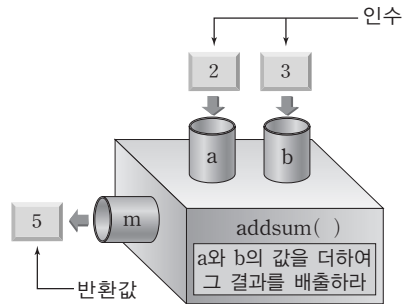 인수
2 3
a b
5 m
addsum( )
a와 b의 값을 더하여
그 결과를 배출하라
반환값